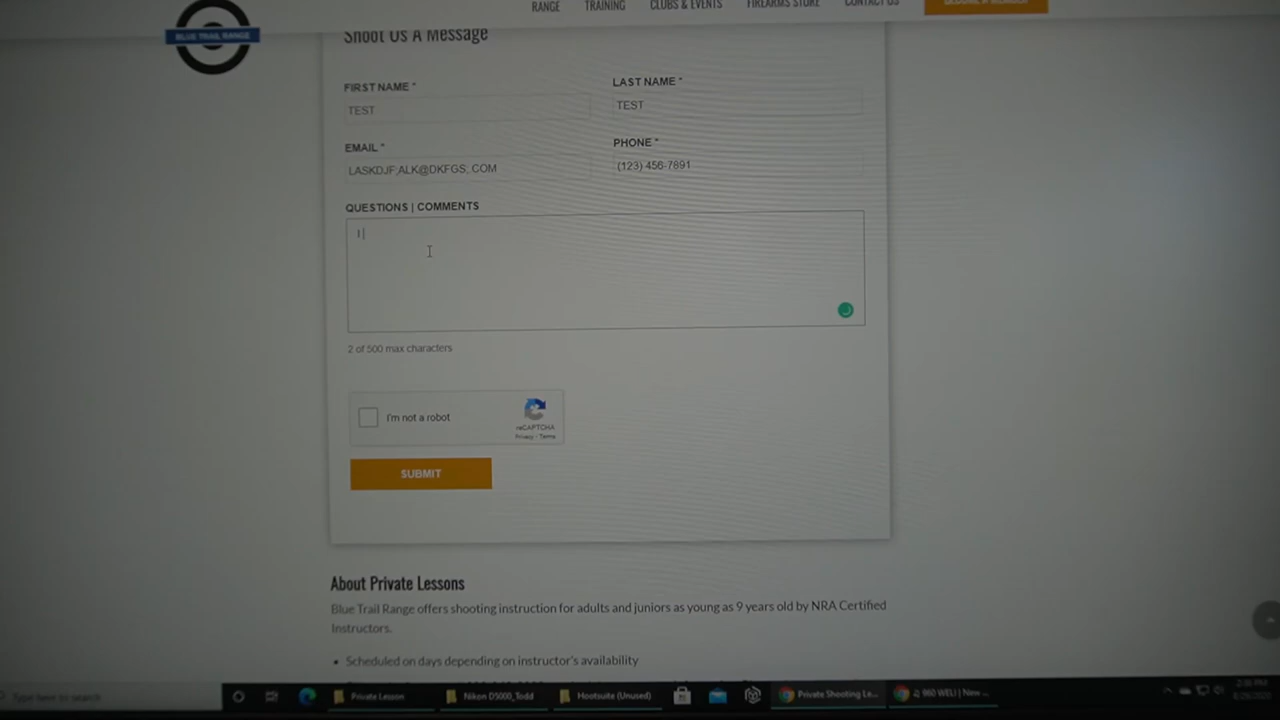 RANGE TRAINING CLUBS & EVENTS FIREARMS STORE CONTACT US
BLUE TRAIL RANGE
Shoot Us A Message
FIRST NAME * LAST NAME *
TEST TEST
EMAIL * PHONE *
LASKDJF;ALK@DKFGS;.COM (123) 456-7891
QUESTIONS | COMMENTS
I
2 of 500 max characters
I'm not a robot
reCAPTCHA
Privacy - Terms
SUBMIT
About Private Lessons
Blue Trail Range offers shooting instruction for adults and juniors as young as 9 years old by NRA Certified
Instructors.
• Scheduled on days depending on instructor's availability
Type here to search Private Lesson Nikon D5000_Todd Hootsuite (Unused) Private Shooting Le... 960 WELI | New ...